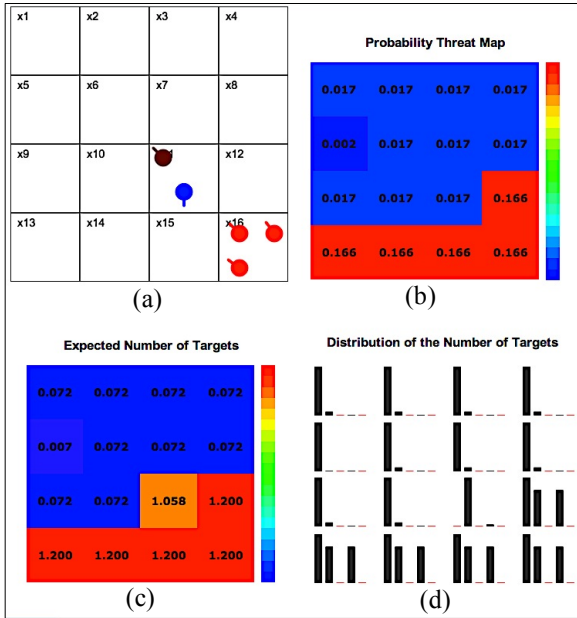 x1 x2 x3 x4
x5 x6 x7 x8
x9 x10 x12
x13 x14 x15 x16
(a)
Probability Threat Map
0.017 0.017 0.017 0.017
0.002 0.017 0.017 0.017
0.017 0.017 0.017 0.166
0.166 0.166 0.166 0.166
(b)
Expected Number of Targets
0.072 0.072 0.072 0.072
0.007 0.072 0.072 0.072
0.072 0.072 1.058 1.200
1.200 1.200 1.200 1.200
(c)
Distribution of the Number of Targets
(d)